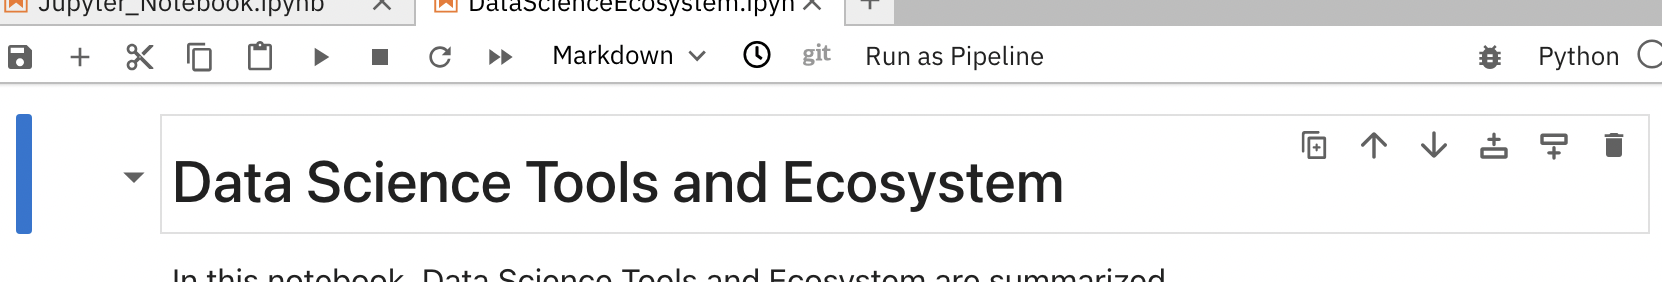 Jupyter_Notebook.ipynb
DataScienceEcosystem.ipyn
Markdown
git
Run as Pipeline
Python
Data Science Tools and Ecosystem
In this notebook, Data Science Tools and Ecosystem are summarized